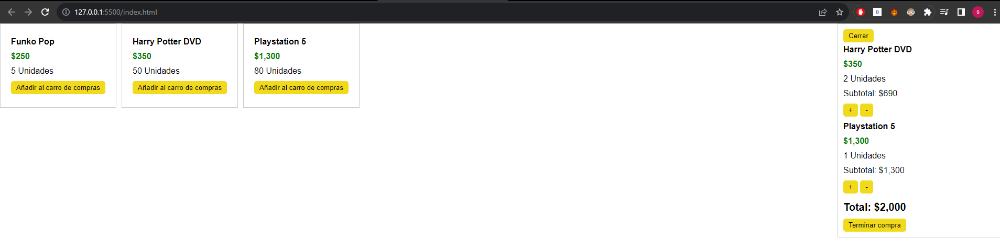 127.0.0.1:5500/index.html
B
S
Funko Pop
$250
5 Unidades
Añadir al carro de compras
Harry Potter DVD
$350
50 Unidades
Añadir al carro de compras
Playstation 5
$1,300
80 Unidades
Añadir al carro de compras
Cerrar
Harry Potter DVD
$350
2 Unidades
Subtotal: $690
+ -
Playstation 5
$1,300
1 Unidades
Subtotal: $1,300
+ -
Total: $2,000
Terminar compra